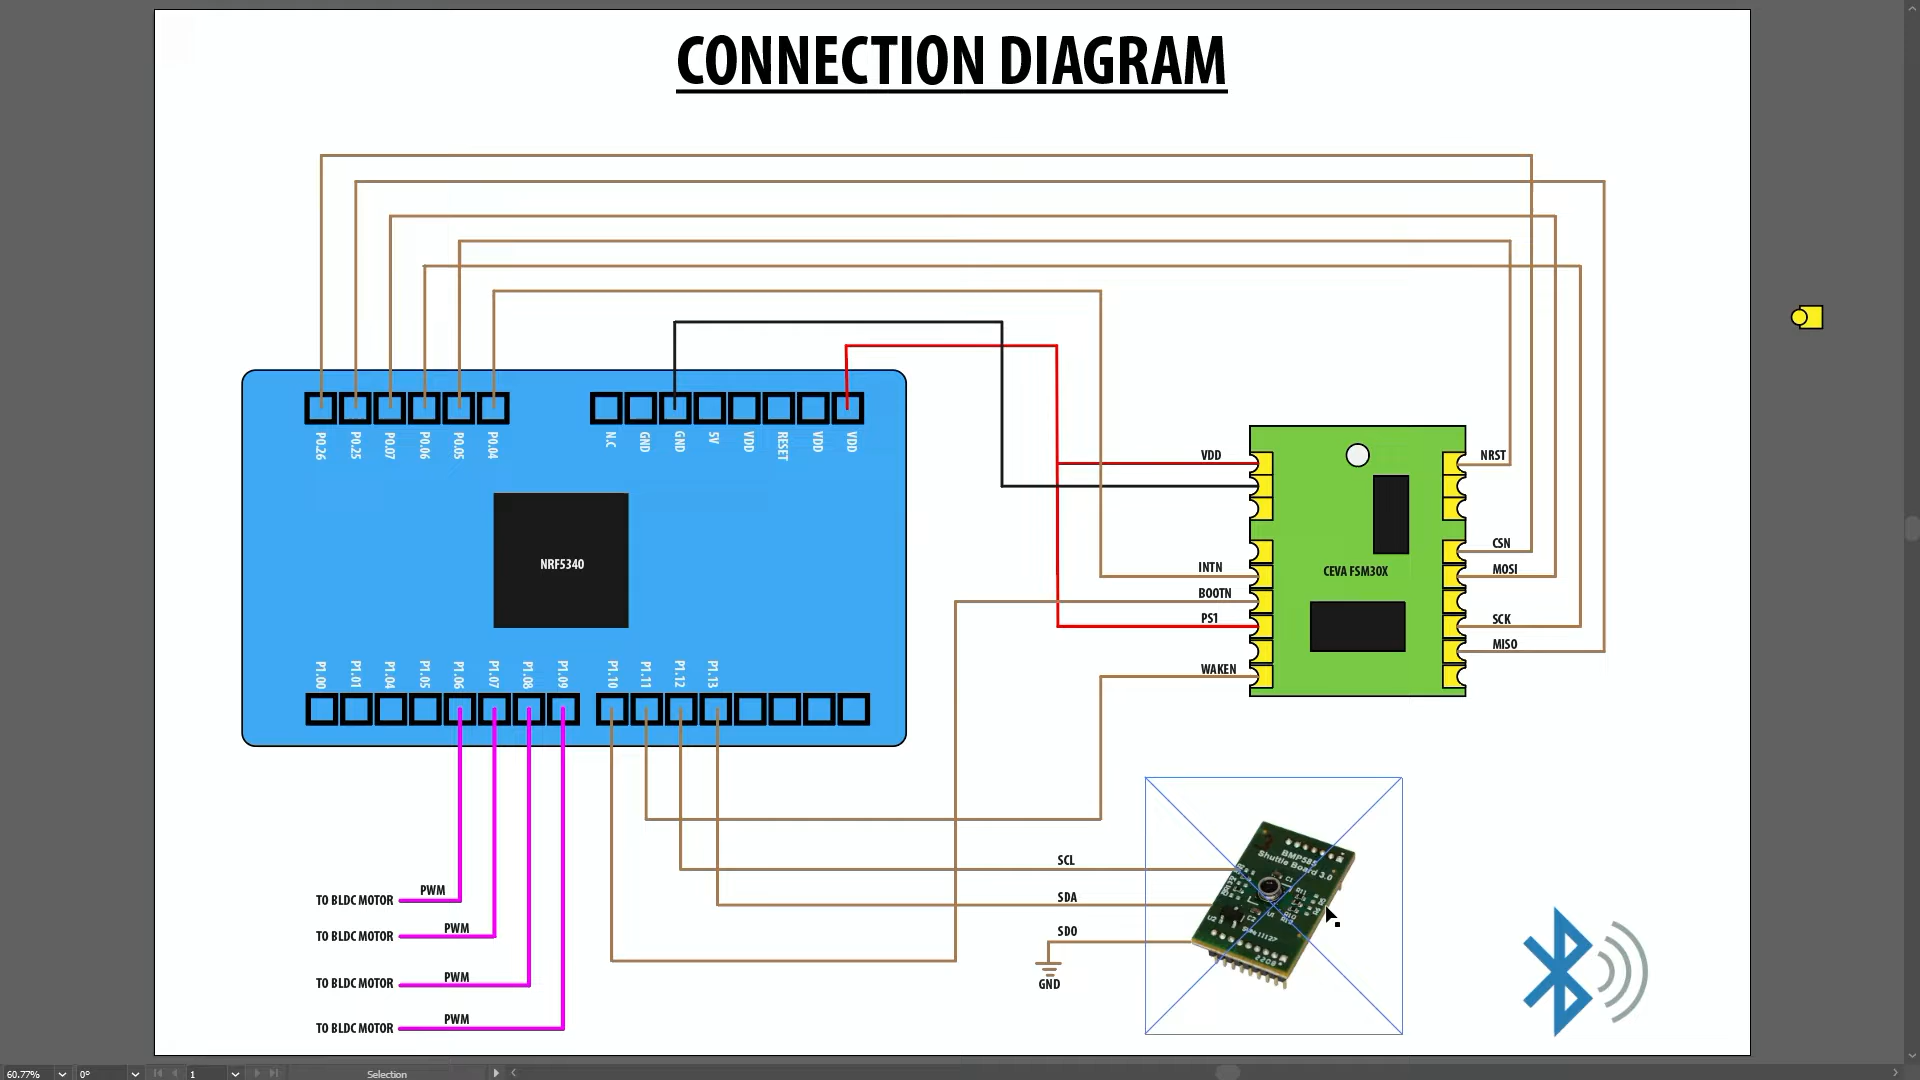 CONNECTION DIAGRAM
P0.26
P0.25
P0.07
P0.06
P0.05
P0.04
N.C
GND
GND
5V
VDD
RESET
VDD
VDD
NRF5340
P1.00
P1.01
P1.04
P1.05
P1.06
P1.07
P1.08
P1.09
P1.10
P1.11
P1.12
P1.13
VDD
INTN
BOOTN
PS1
WAKEN
CEVA FSM30X
NRST
CSN
MOSI
SCK
MISO
TO BLDC MOTOR PWM
TO BLDC MOTOR PWM
TO BLDC MOTOR PWM
TO BLDC MOTOR PWM
SCL
SDA
SDO
GND
BMP585
Shuttle Board 3.0
60.77%
0°
1
Selection